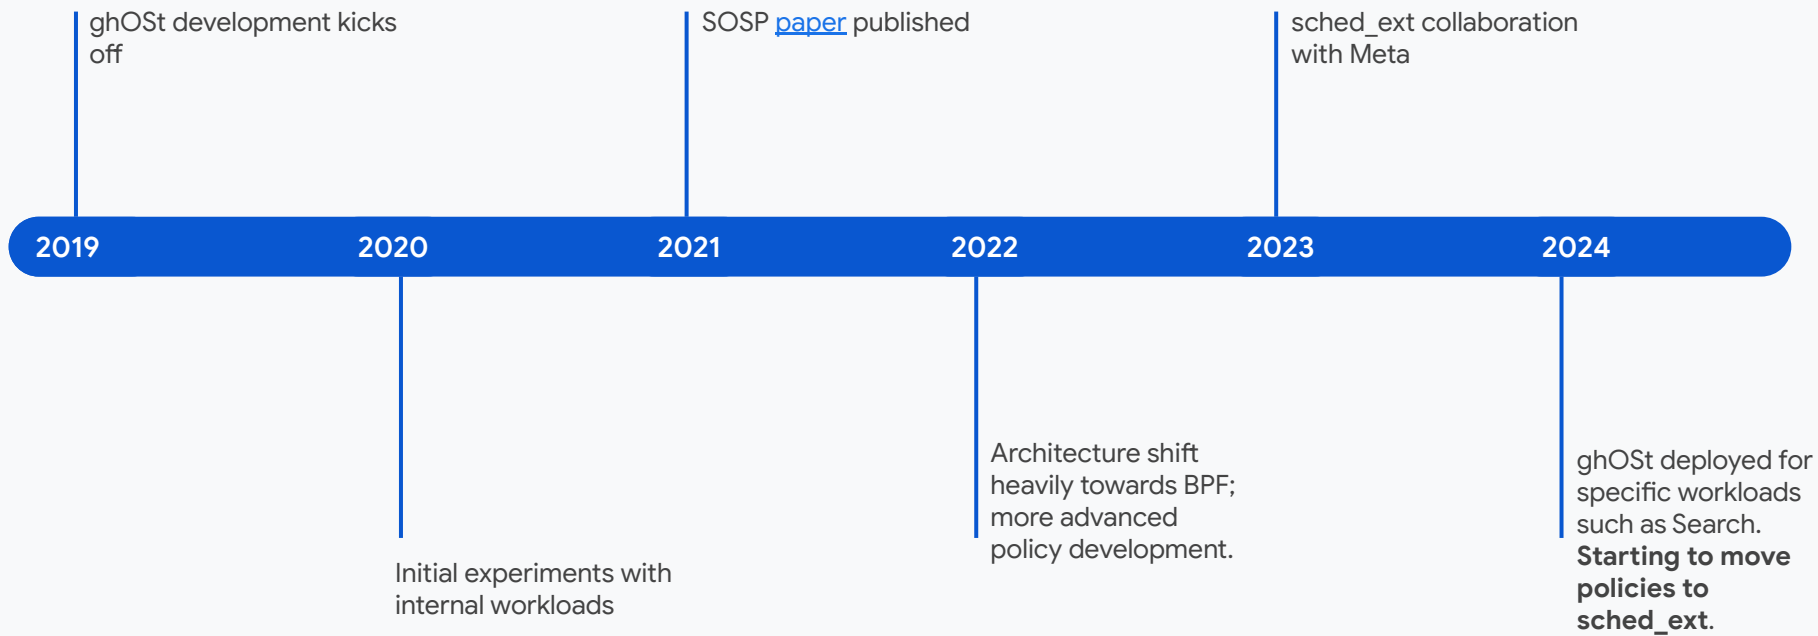 ghOSt development kicks
off
SOSP paper published
sched_ext collaboration
with Meta
2019
2020
2021
2022
2023
2024
Initial experiments with
internal workloads
Architecture shift
heavily towards BPF;
more advanced
policy development.
ghOSt deployed for
specific workloads
such as Search.
Starting to move
policies to
sched_ext.